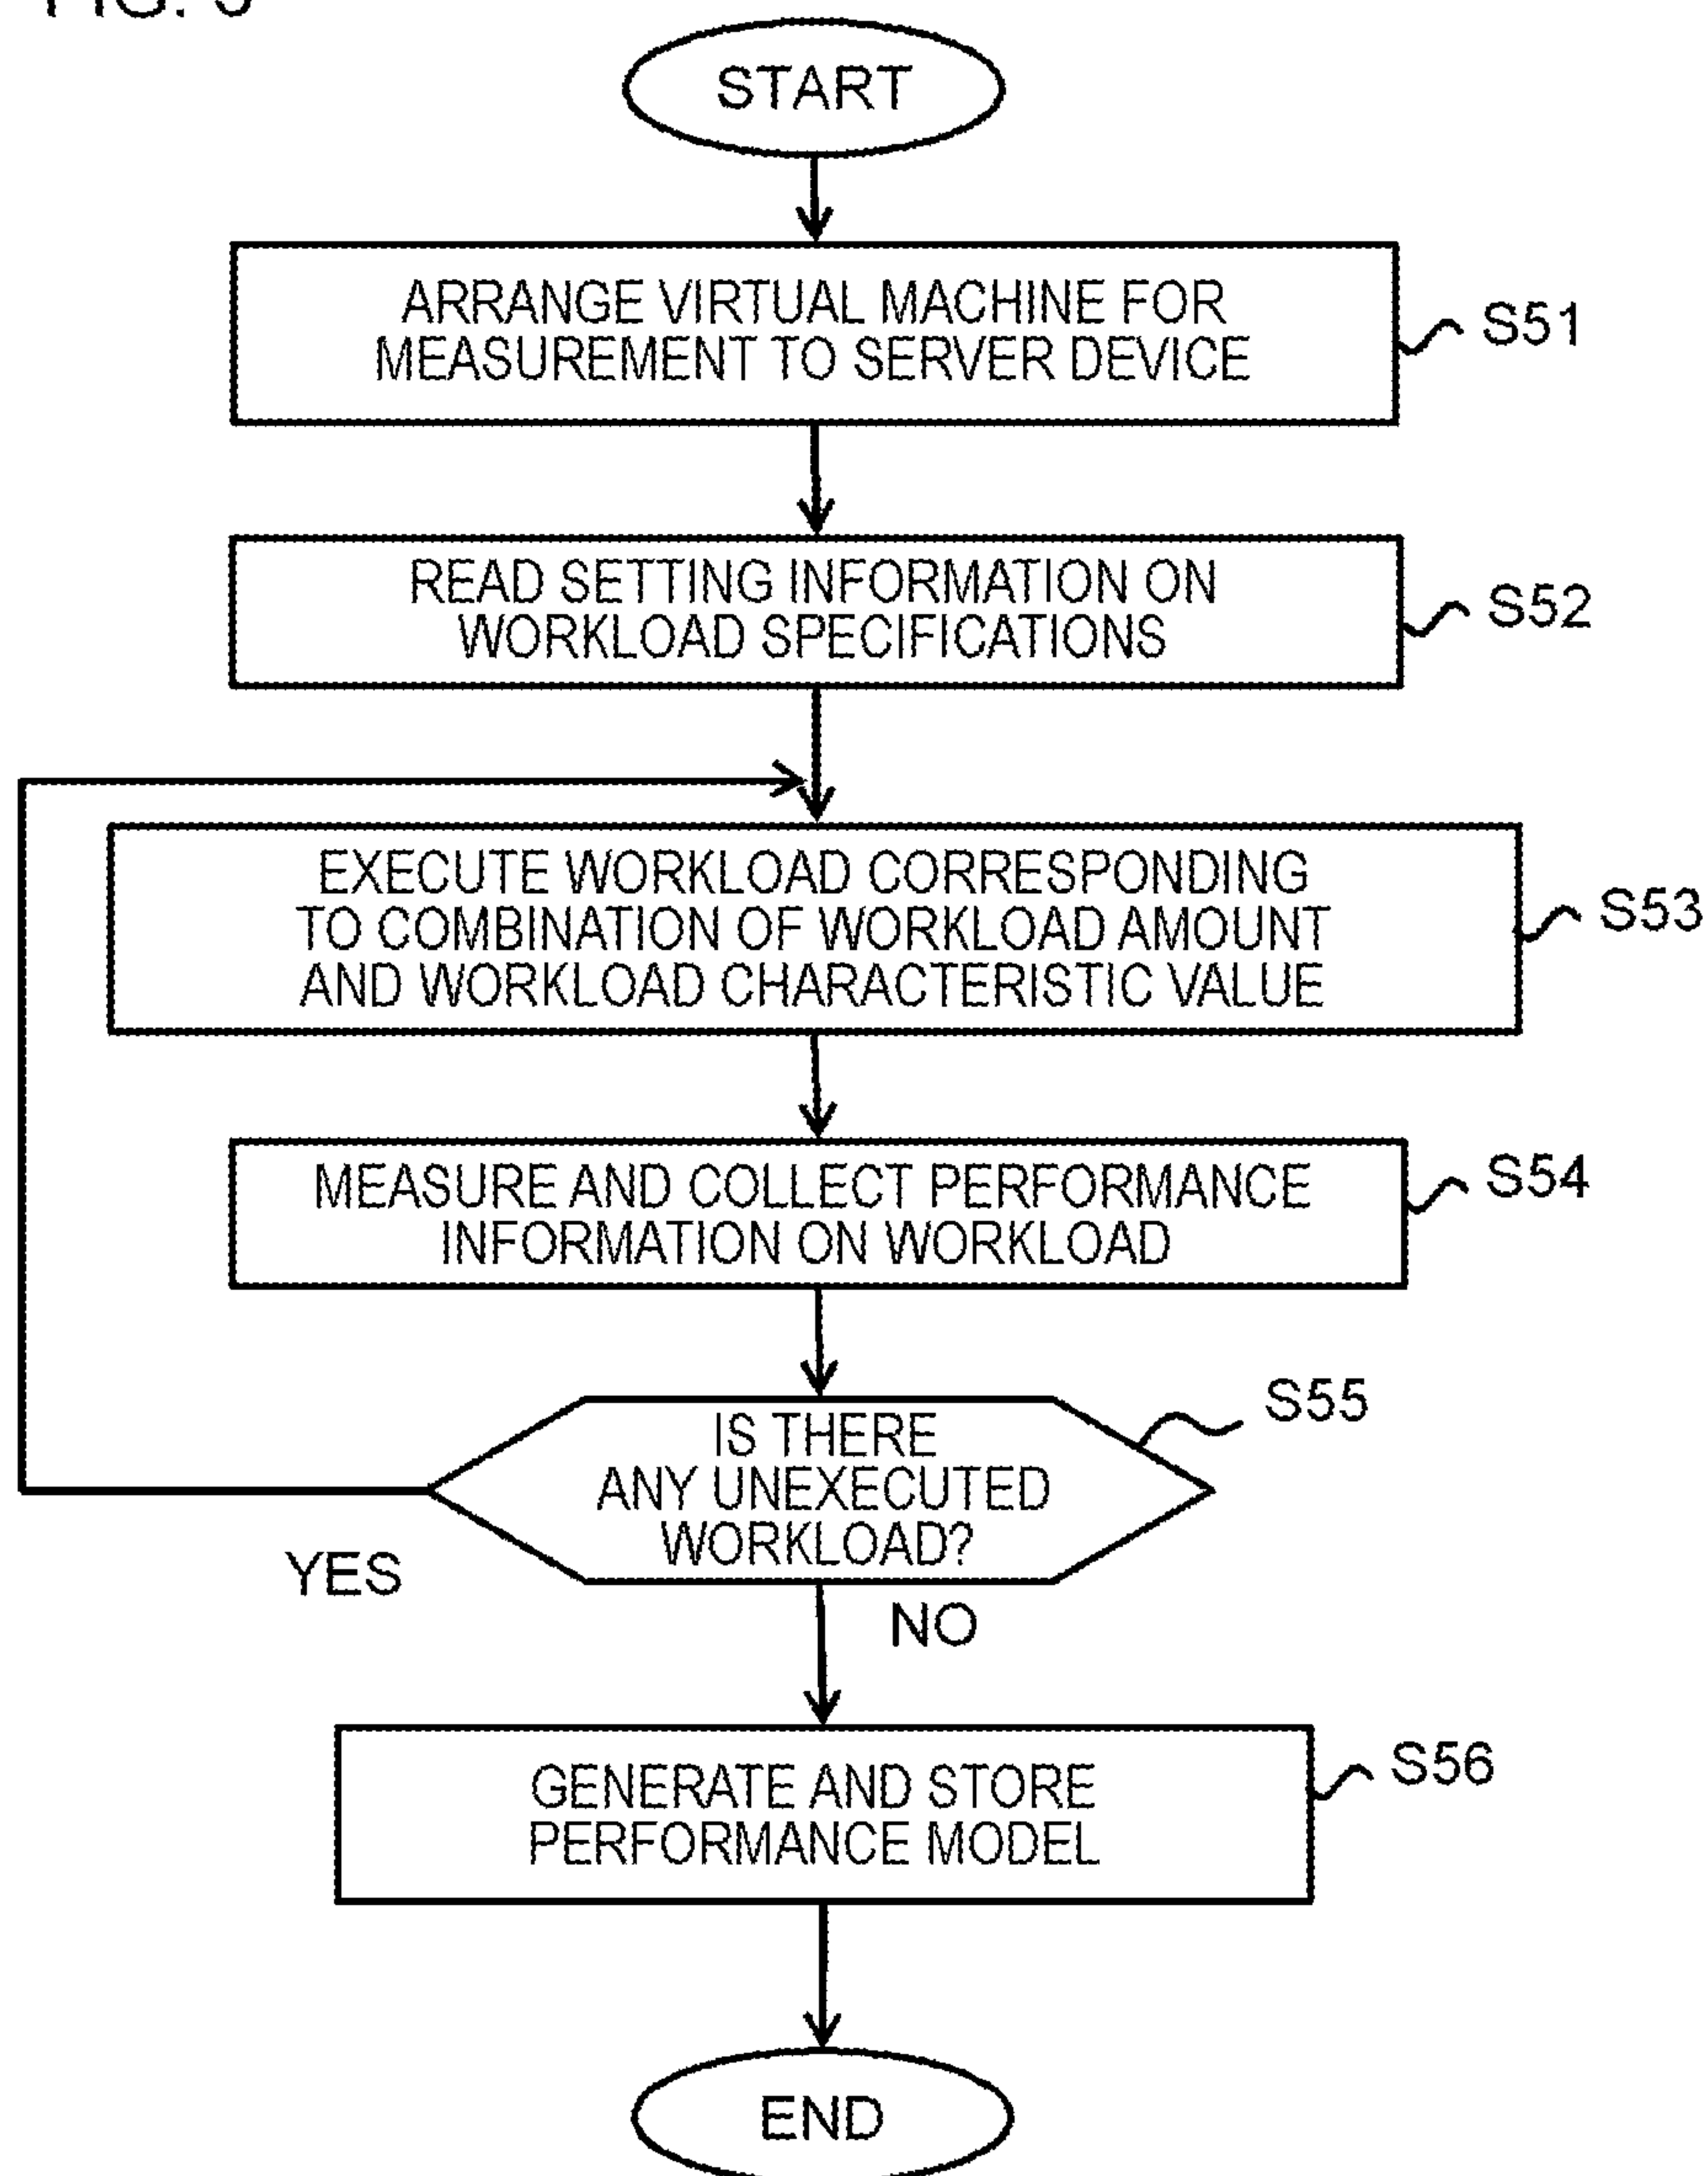 START
ARRANGE VIRTUAL MACHINE FOR
MEASUREMENT TO SERVER DEVICE
S51
READ SETTING INFORMATION ON
WORKLOAD SPECIFICATIONS
S52
EXECUTE WORKLOAD CORRESPONDING
TO COMBINATION OF WORKLOAD AMOUNT
AND WORKLOAD CHARACTERISTIC VALUE
S53
MEASURE AND COLLECT PERFORMANCE
INFORMATION ON WORKLOAD
S54
IS THERE
ANY UNEXECUTED
WORKLOAD?
S55
YES
NO
GENERATE AND STORE
PERFORMANCE MODEL
S56
END